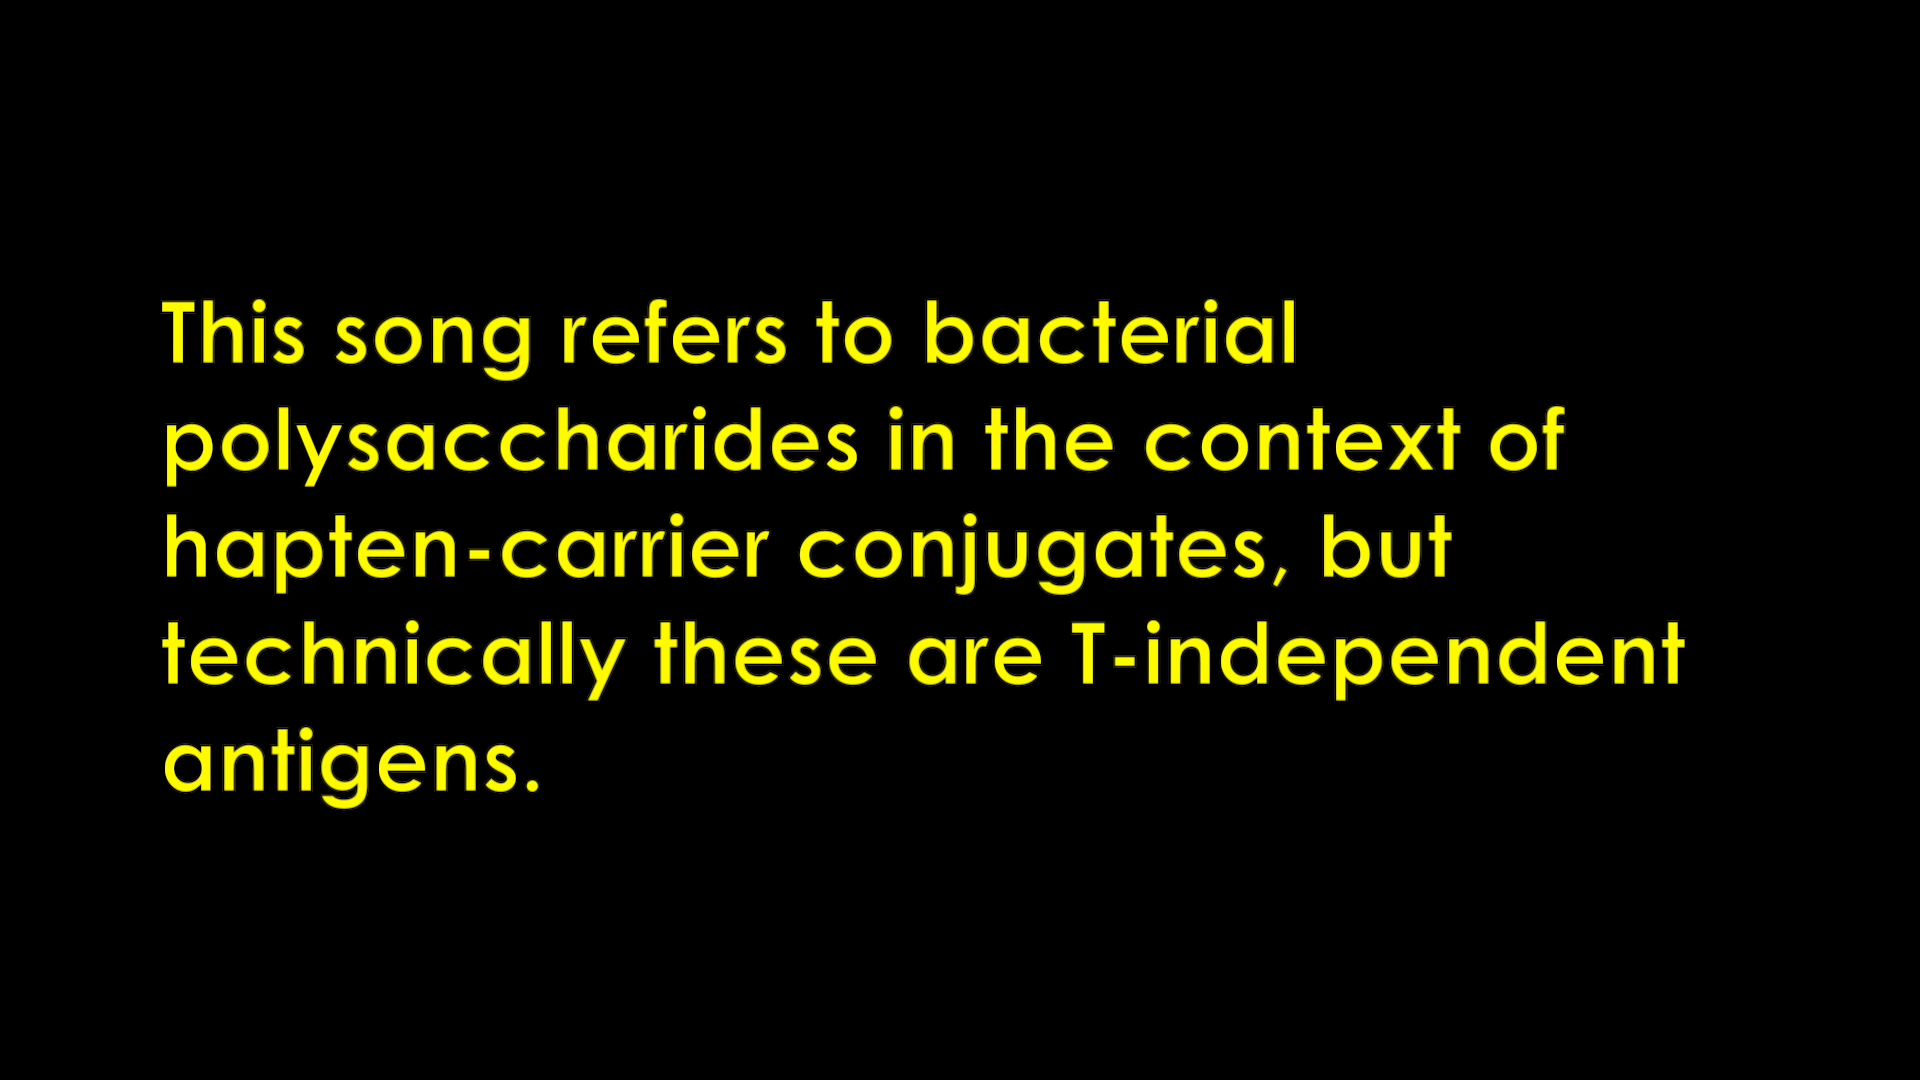 This song refers to bacterial
polysaccharides in the context of
hapten-carrier conjugates, but
technically these are T-independent
antigens.